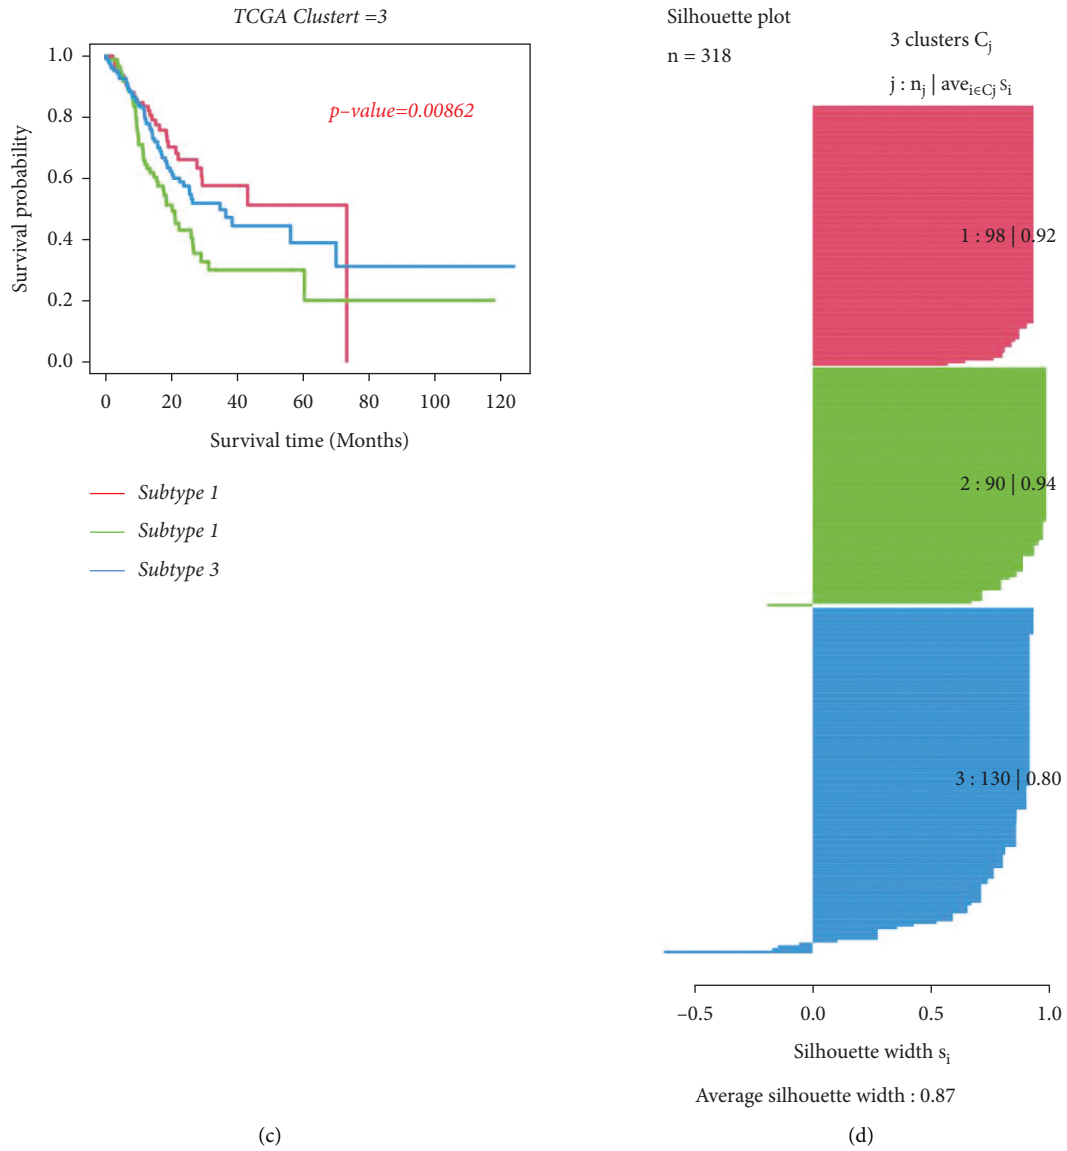 TCGA Clustert =3
1.0
0.8
0.6
0.4
0.2
0.0
Survival probability
p–value=0.00862
0 20 40 60 80 100 120
Survival time (Months)
Subtype 1
Subtype 1
Subtype 3
(c)
Silhouette plot
n = 318
3 clusters Cj
j : nj | avei∈Cj si
1 : 98 | 0.92
2 : 90 | 0.94
3 : 130 | 0.80
–0.5 0.0 0.5 1.0
Silhouette width si
Average silhouette width : 0.87
(d)